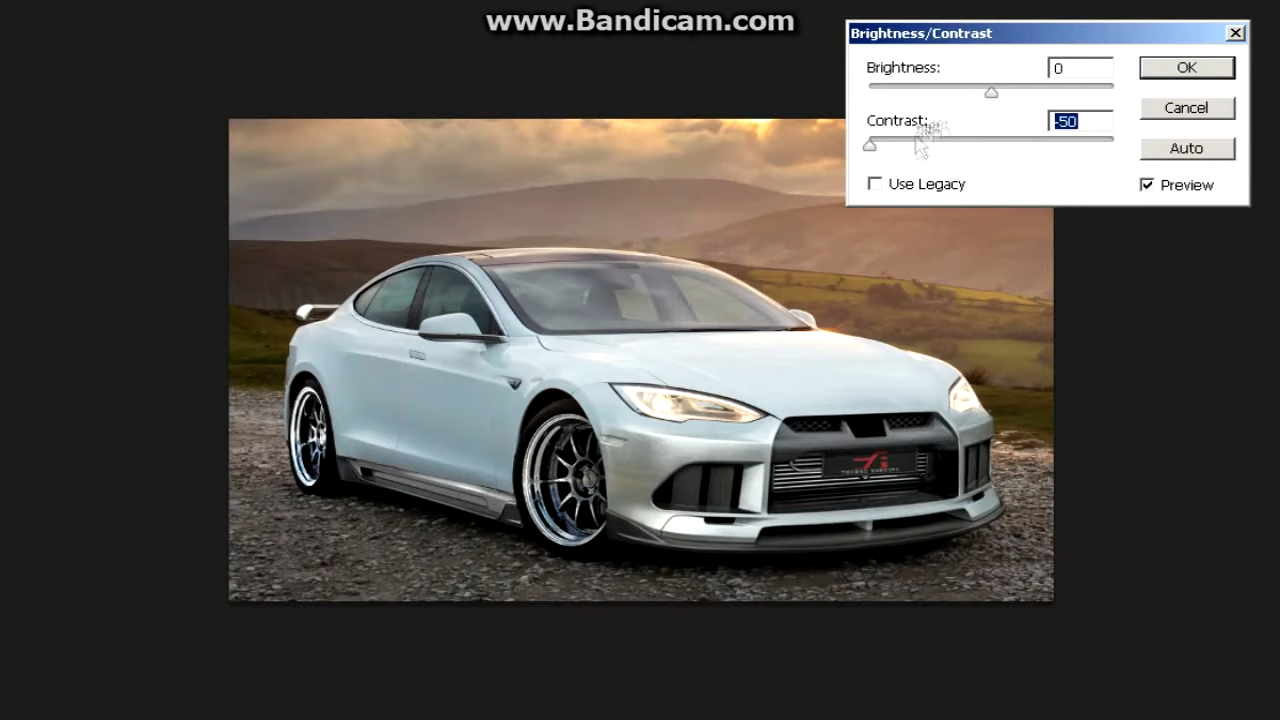 www.Bandicam.com
Brightness/Contrast
Brightness: 0
OK
Contrast: -50
Cancel
Auto
Use Legacy
Preview